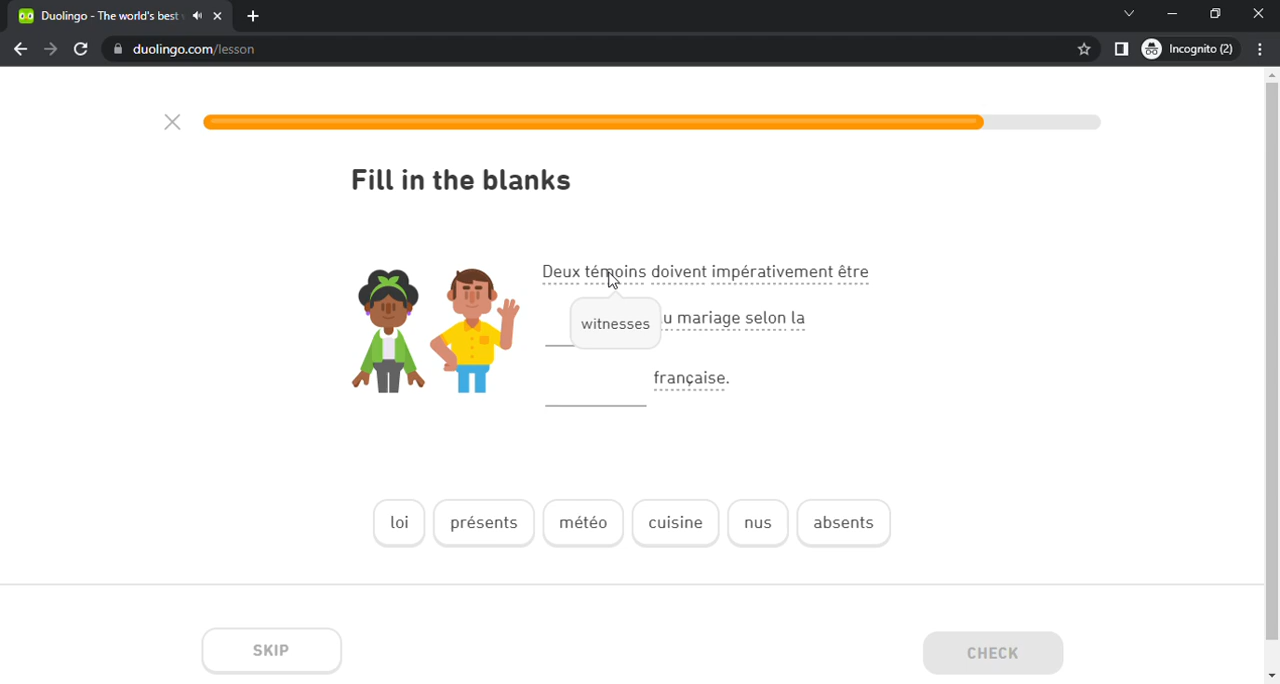 Duolingo - The world's best
duolingo.com/lesson
Incognito (2)
Fill in the blanks
Deux témoins doivent impérativement être
witnesses
u mariage selon la
française.
loi présents météo cuisine nus absents
SKIP CHECK